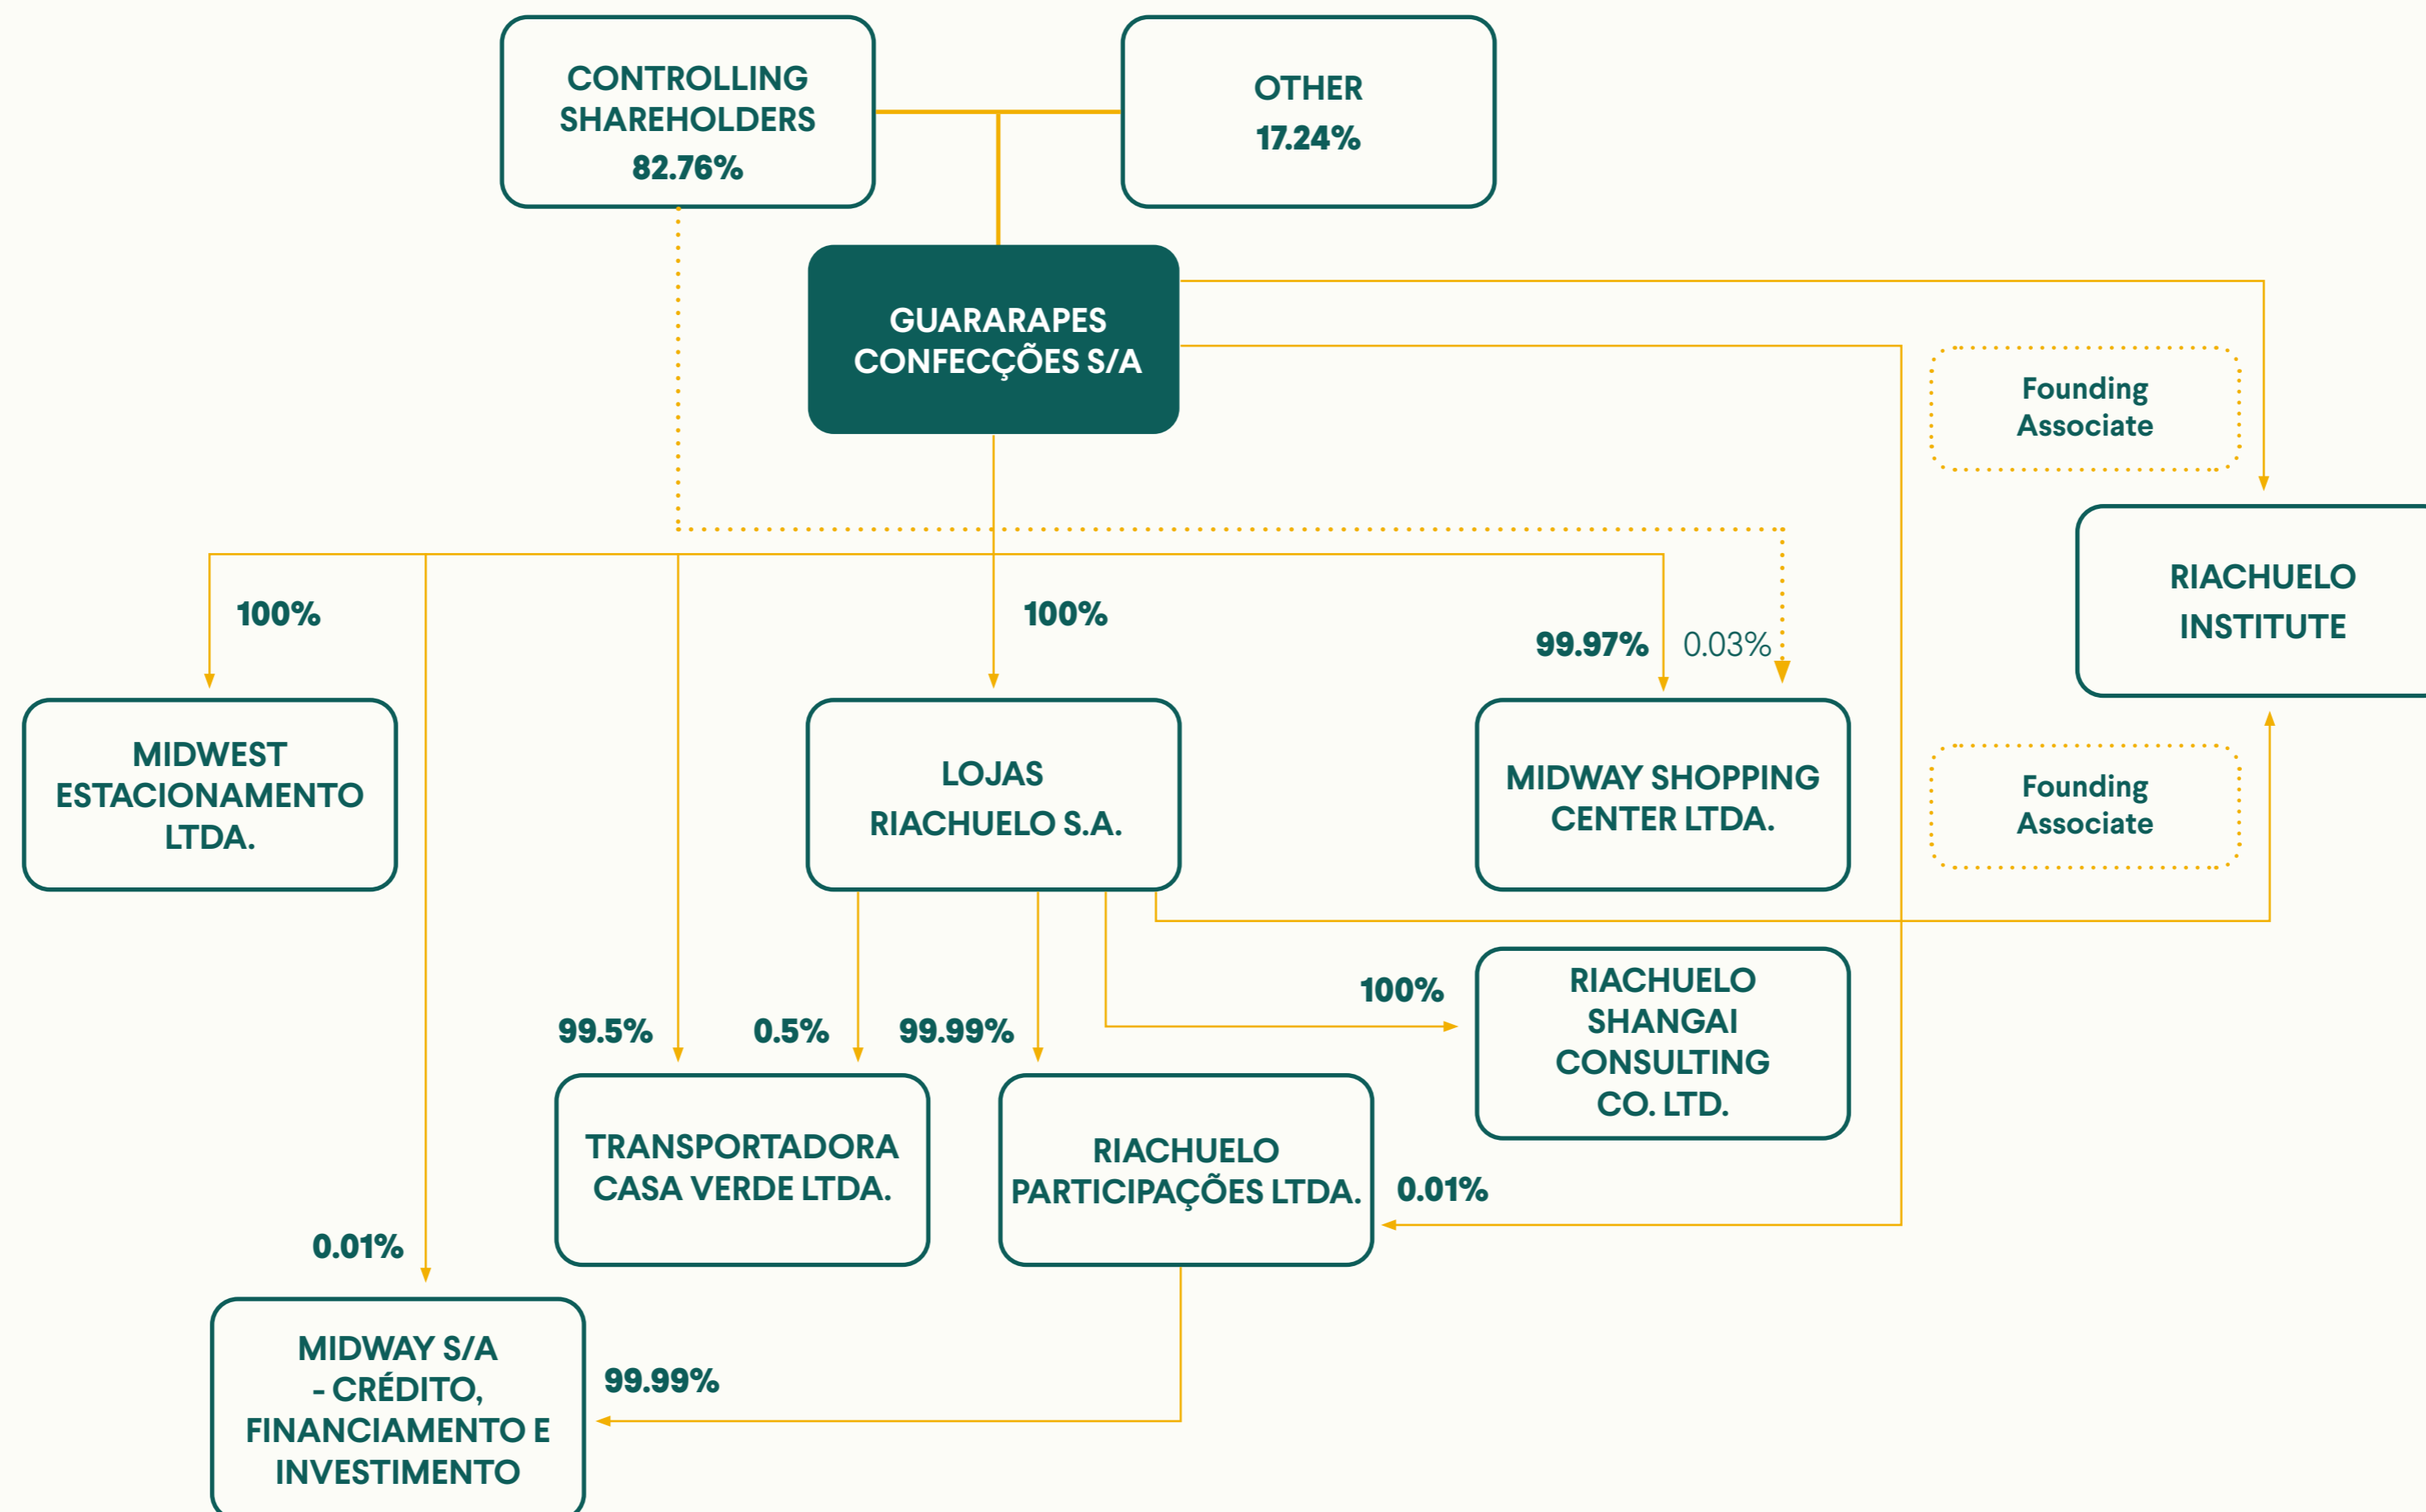 CONTROLLING
SHAREHOLDERS
82.76%
OTHER
17.24%
GUARARAPES
CONFECÇÕES S/A
Founding
Associate
RIACHUELO
INSTITUTE
100%
100%
99.97%
0.03%
MIDWEST
ESTACIONAMENTO
LTDA.
LOJAS
RIACHUELO S.A.
MIDWAY SHOPPING
CENTER LTDA.
Founding
Associate
99.5%
0.5%
99.99%
100%
RIACHUELO
SHANGAI
CONSULTING
CO. LTD.
TRANSPORTADORA
CASA VERDE LTDA.
RIACHUELO
PARTICIPAÇÕES LTDA.
0.01%
0.01%
MIDWAY S/A
- CRÉDITO,
FINANCIAMENTO E
INVESTIMENTO
99.99%